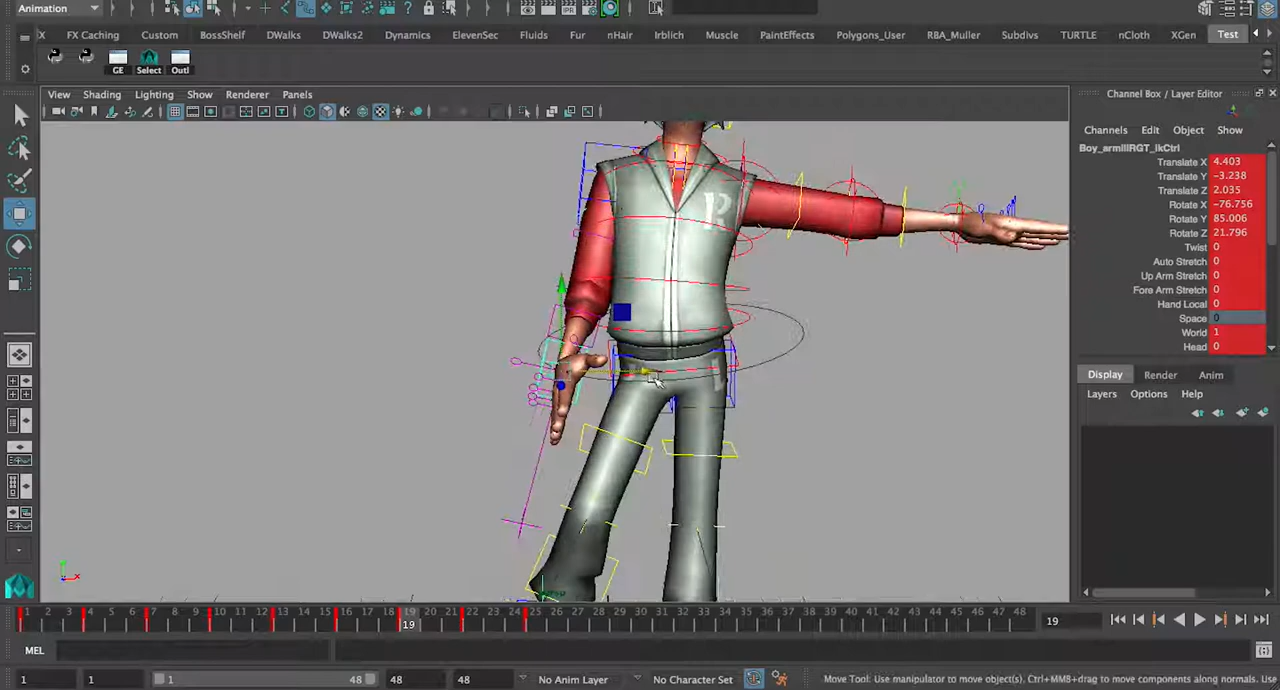 Animation
IPR
X FX Caching Custom BossShelf DWalks DWalks2 Dynamics ElevenSec Fluids Fur nHair lrblich Muscle PaintEffects Polygons_User RBA_Muller Subdivs TURTLE nCloth XGen Test
GE Select Outl
View Shading Lighting Show Renderer Panels
Channel Box / Layer Editor
Channels Edit Object Show
Boy_armIIIRGT_ikCtrl
Translate X 4.403
Translate Y -3.238
Translate Z 2.035
Rotate X -76.756
Rotate Y 85.006
Rotate Z 21.796
Twist 0
Auto Stretch 0
Up Arm Stretch 0
Fore Arm Stretch 0
Hand Local 0
Space 0
World 1
Head 0
P
Display Render Anim
Layers Options Help
persp
1 2 3 4 5 6 7 8 9 10 11 12 13 14 15 16 17 18 19 20 21 22 23 24 25 26 27 28 29 30 31 32 33 34 35 36 37 38 39 40 41 42 43 44 45 46 47 48
19
19
MEL
1 1 1 48 48 48 No Anim Layer No Character Set Move Tool: Use manipulator to move object(s). Ctrl+MMB+drag to move components along normals. Use